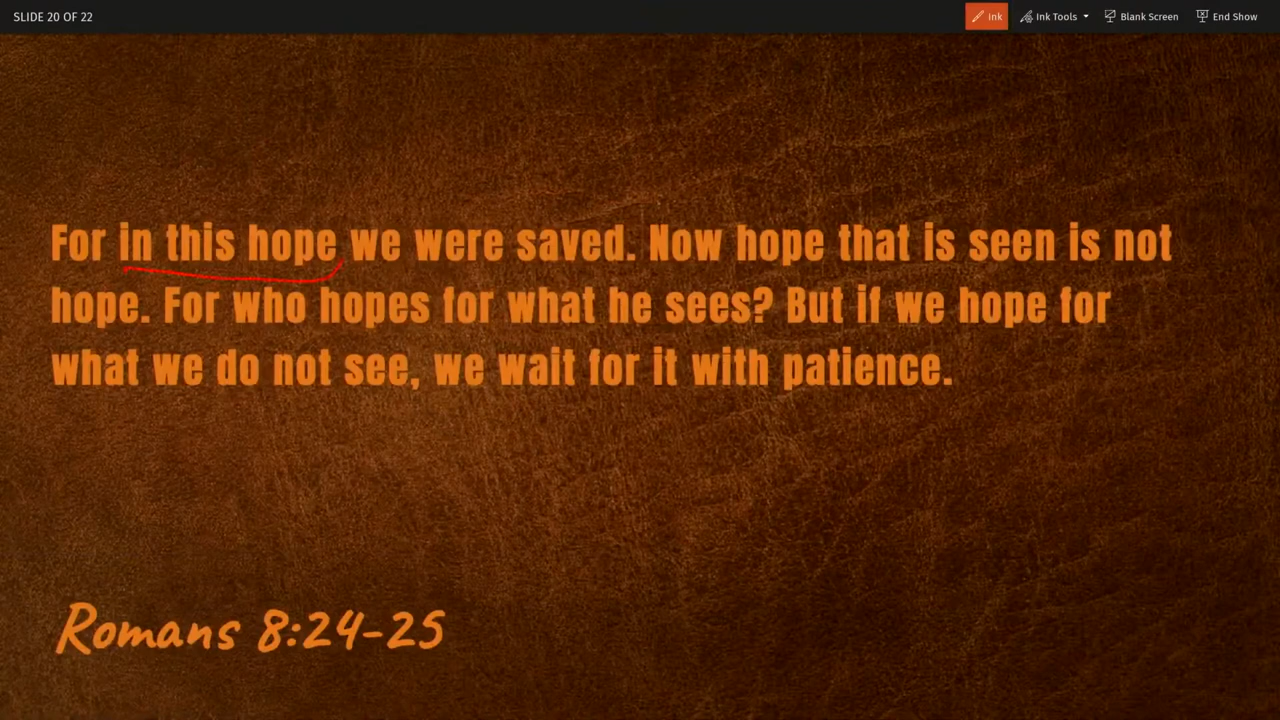 SLIDE 20 OF 22
Ink
Ink Tools
Blank Screen
End Show
For in this hope we were saved. Now hope that is seen is not
hope. For who hopes for what he sees? But if we hope for
what we do not see, we wait for it with patience.
Romans 8:24-25